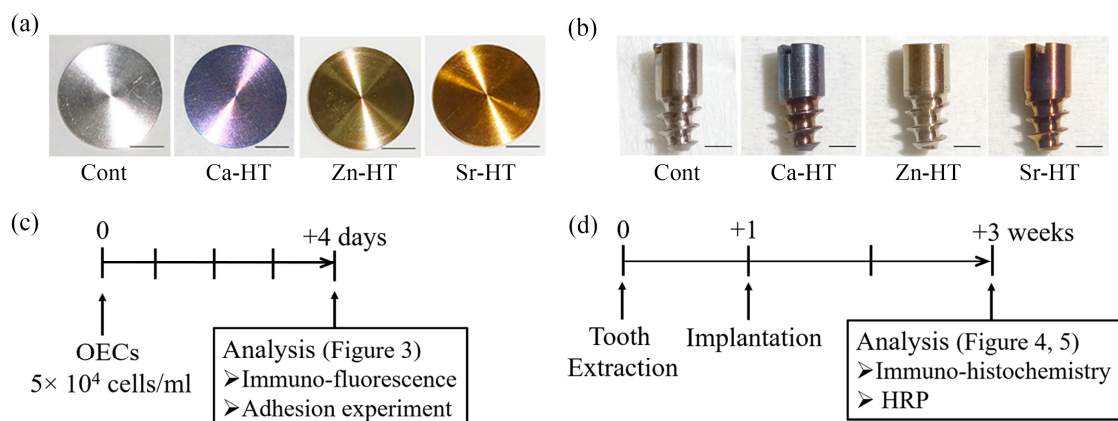 (a)
Cont
Ca-HT
Zn-HT
Sr-HT
(b)
Cont
Ca-HT
Zn-HT
Sr-HT
(c)
0
+4 days
OECs
5× 10⁴ cells/ml
Analysis (Figure 3)
➢Immuno-fluorescence
➢Adhesion experiment
(d)
0
+1
+3 weeks
Tooth
Extraction
Implantation
Analysis (Figure 4, 5)
➢Immuno-histochemistry
➢ HRP